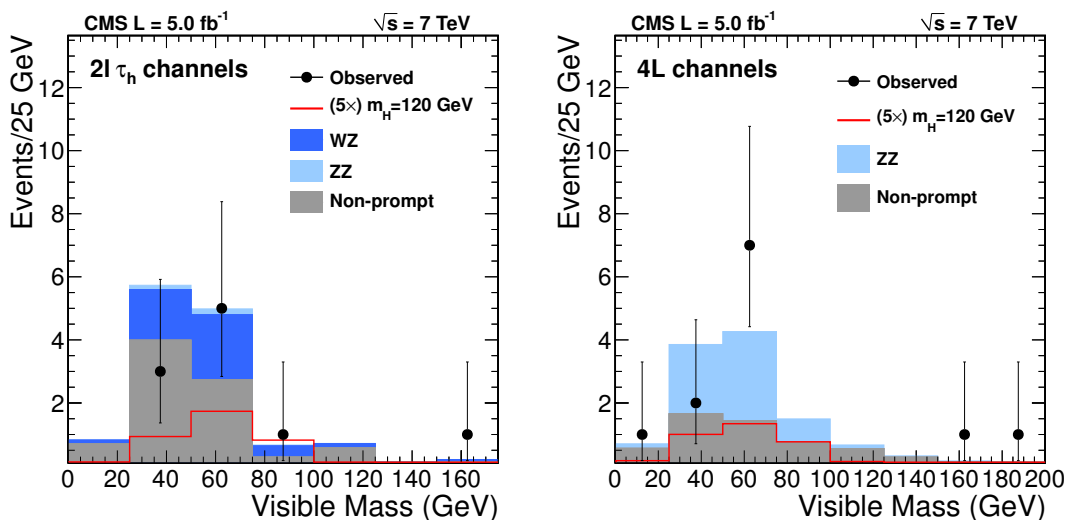 CMS L = 5.0 fb⁻¹ √s = 7 TeV
Events/25 GeV
2l τₕ channels
Observed
(5×) m_H=120 GeV
WZ
ZZ
Non-prompt
12
10
8
6
4
2
0 20 40 60 80 100 120 140 160
Visible Mass (GeV)
CMS L = 5.0 fb⁻¹ √s = 7 TeV
Events/25 GeV
4L channels
Observed
(5×) m_H=120 GeV
ZZ
Non-prompt
12
10
8
6
4
2
0 20 40 60 80 100 120 140 160 180 200
Visible Mass (GeV)